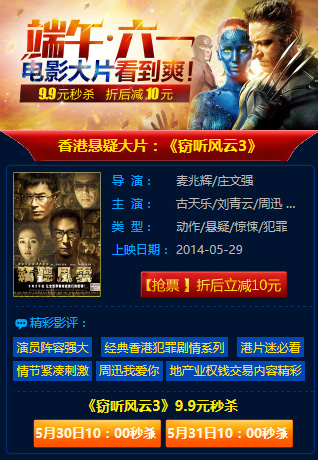 端午·六一
电影大片看到爽!
9.9元秒杀 折后减10元
香港悬疑大片：《窃听风云3》
导 演： 麦兆辉/庄文强
主 演： 古天乐/刘青云/周迅 ...
类 型： 动作/悬疑/惊悚/犯罪
上映日期： 2014-05-29
竊聽風雲
【抢票】折后立减10元
精彩影评：
演员阵容强大 经典香港犯罪剧情系列 港片迷必看
情节紧凑刺激 周迅我爱你 地产业权钱交易内容精彩
《窃听风云3》9.9元秒杀
5月30日10：00秒杀 5月31日10：00秒杀